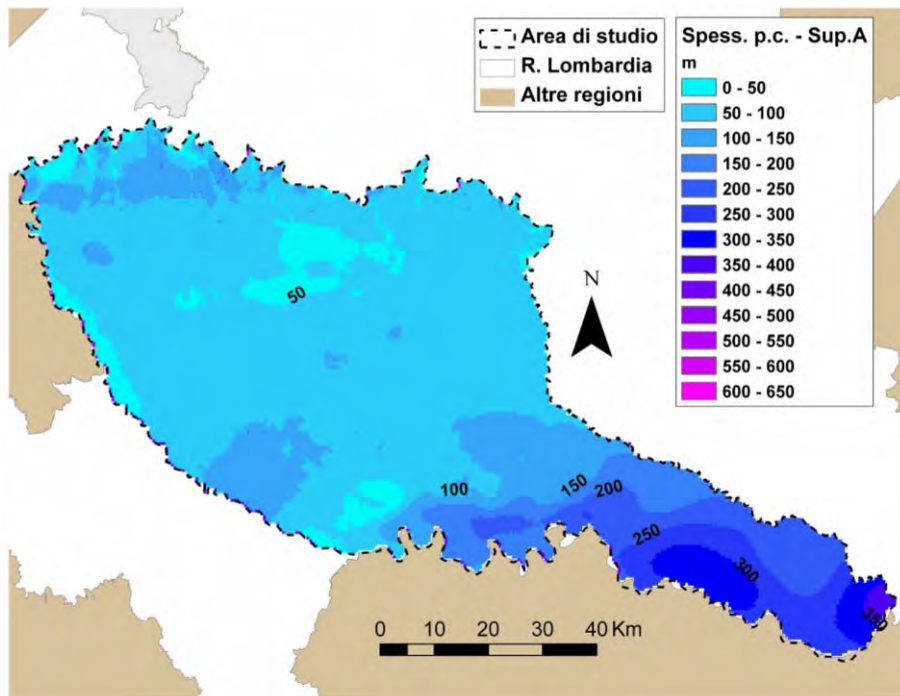 Area di studio
R. Lombardia
Altre regioni
Spess. p.c. - Sup.A
m
0 - 50
50 - 100
100 - 150
150 - 200
200 - 250
250 - 300
300 - 350
350 - 400
400 - 450
450 - 500
500 - 550
550 - 600
600 - 650
N
50
100
150
200
250
300
350
0 10 20 30 40 Km